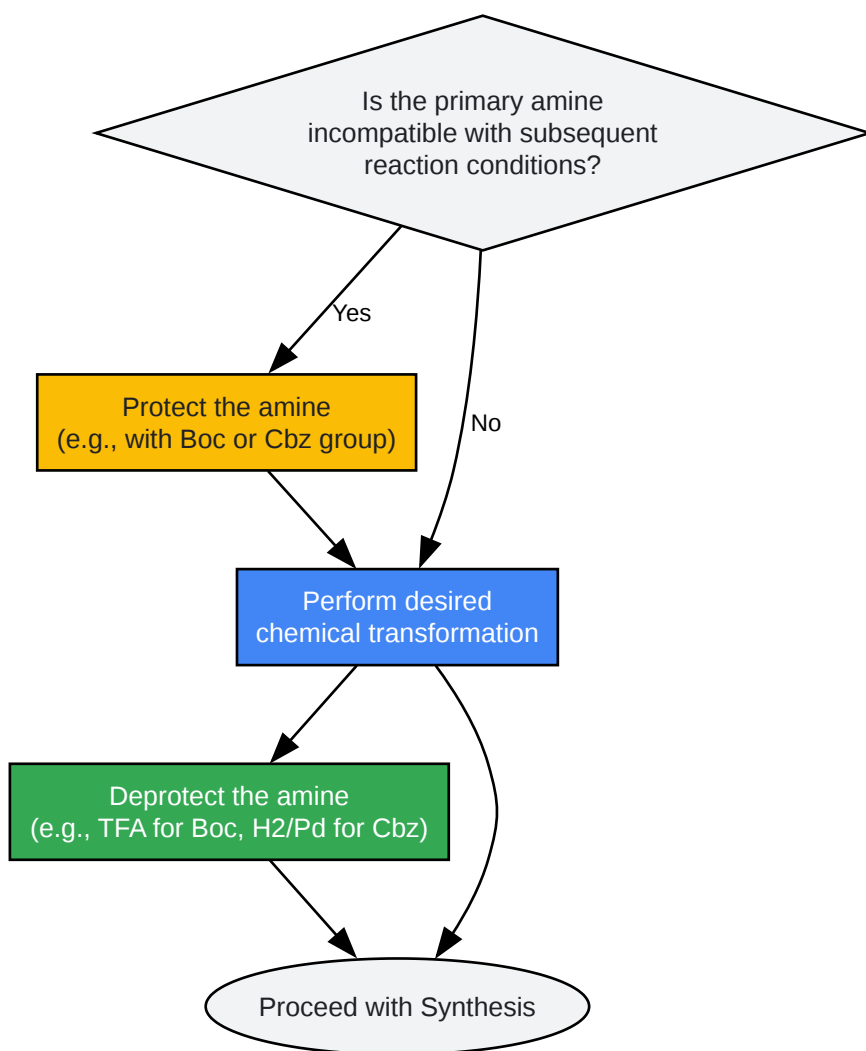 Is the primary amine
incompatible with subsequent
reaction conditions?
Yes
Protect the amine
(e.g., with Boc or Cbz group)
No
Perform desired
chemical transformation
Deprotect the amine
(e.g., TFA for Boc, H2/Pd for Cbz)
Proceed with Synthesis